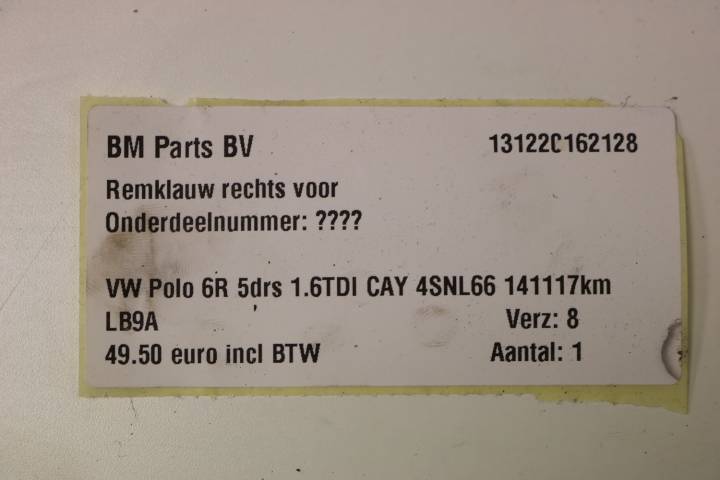 BM Parts BV 131220162128
Remklauw rechts voor
Onderdeelnummer: ????
VW Polo 6R 5drs 1.6TDI CAY 4SNL66 141117km
LB9A Verz: 8
49.50 euro incl BTW Aantal: 1